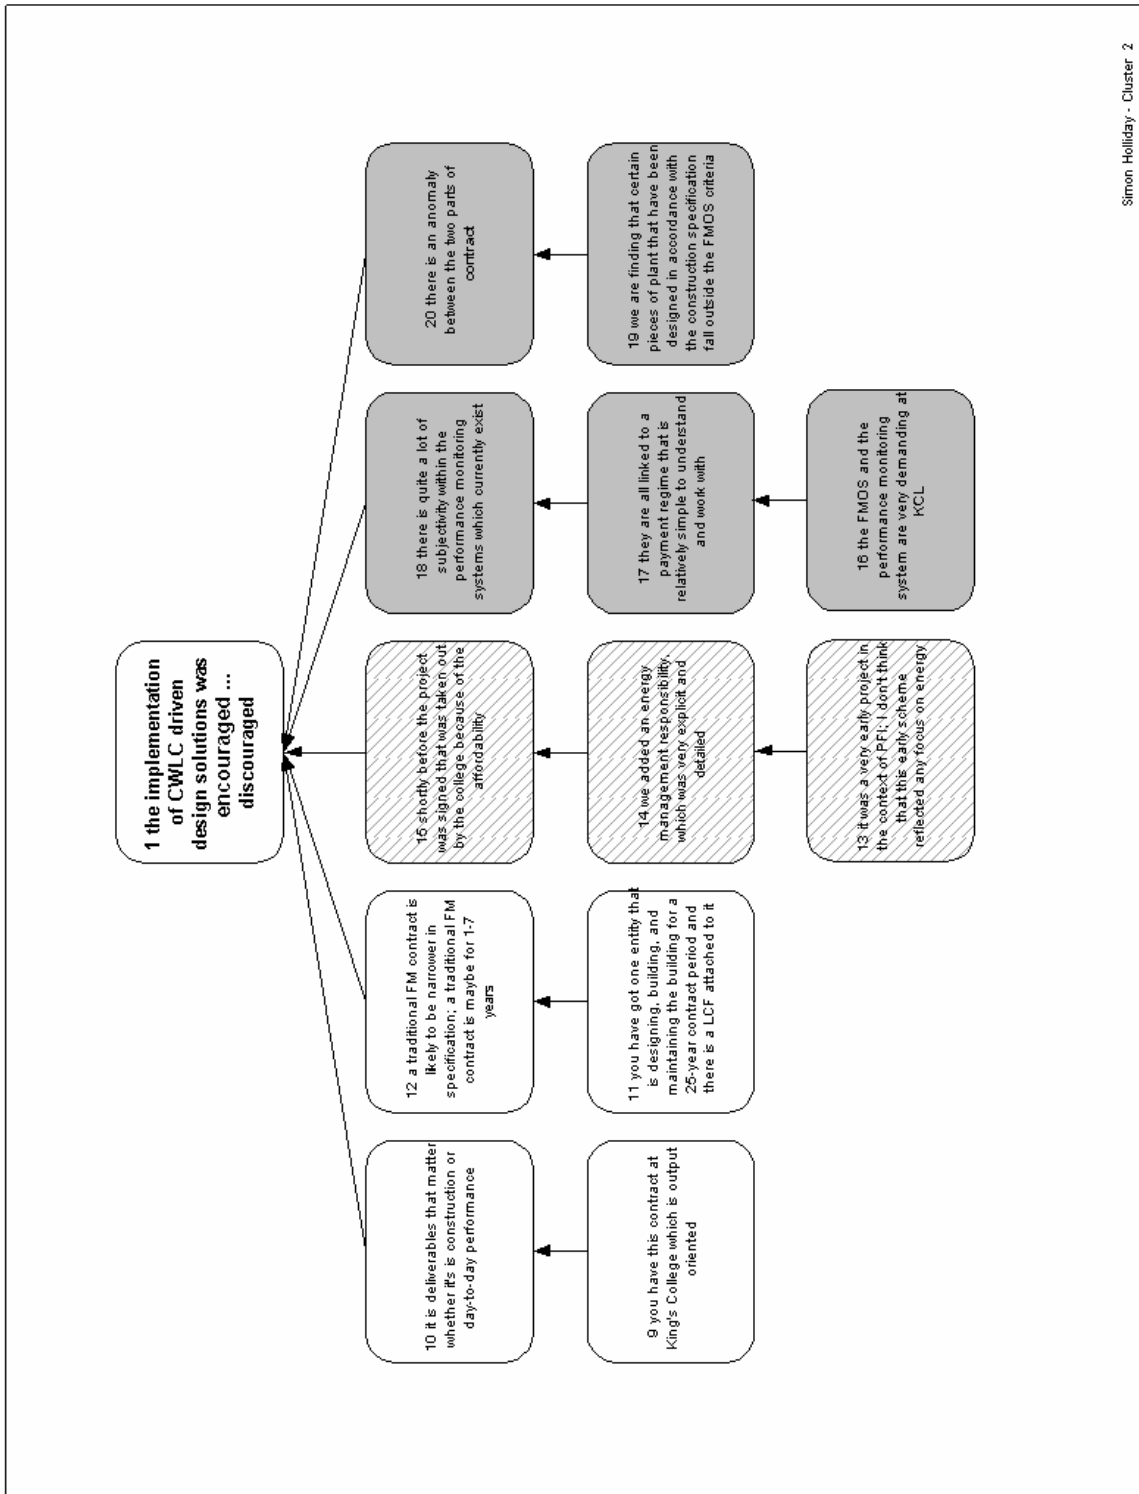 1 the implementation
of CWLC driven
design solutions was
encouraged ...
discouraged
10 it is deliverables that matter
whether it's is construction or
day-to-day performance
12 a traditional FM contract is
likely to be narrower in
specification; a traditional FM
contract is maybe for 1-7
years
15 shortly before the project
was signed that was taken out
by the college because of the
affordability
18 there is quite a lot of
subjectivity within the
performance monitoring
systems which currently exist
20 there is an anomaly
between the two parts of
contract
9 you have this contract at
King's College which is output
oriented
11 you have got one entity that
is designing, building, and
maintaining the building for a
25-year contract period and
there is a LCF attached to it
14 we added an energy
management responsibility,
which was very explicit and
detailed
17 they are all linked to a
payment regime that is
relatively simple to understand
and work with
19 we are finding that certain
pieces of plant that have been
designed in accordance with
the construction specification
fall outside the FMOS criteria
13 it was a very early project in
the context of PFI; I don't think
that this early scheme
reflected any focus on energy
16 the FMOS and the
performance monitoring
system are very demanding at
KCL
Simon Holliday - Cluster 2